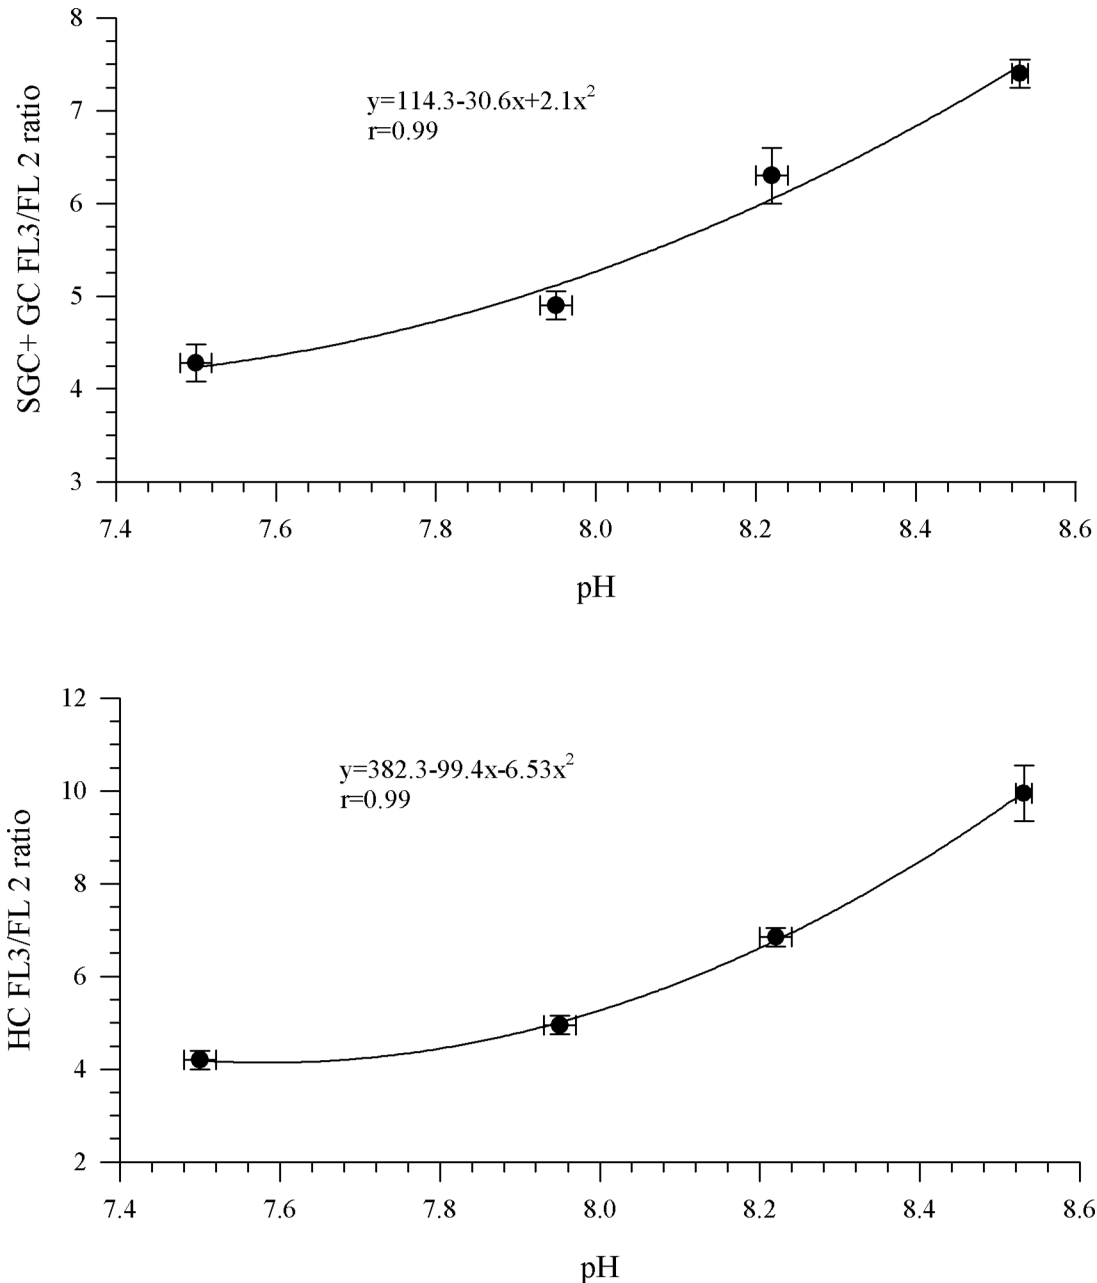 8
7
6
5
4
3
SGC+ GC FL3/FL 2 ratio
y=114.3-30.6x+2.1x²
r=0.99
7.4 7.6 7.8 8.0 8.2 8.4 8.6
pH
12
10
8
6
4
2
HC FL3/FL 2 ratio
y=382.3-99.4x-6.53x²
r=0.99
7.4 7.6 7.8 8.0 8.2 8.4 8.6
pH